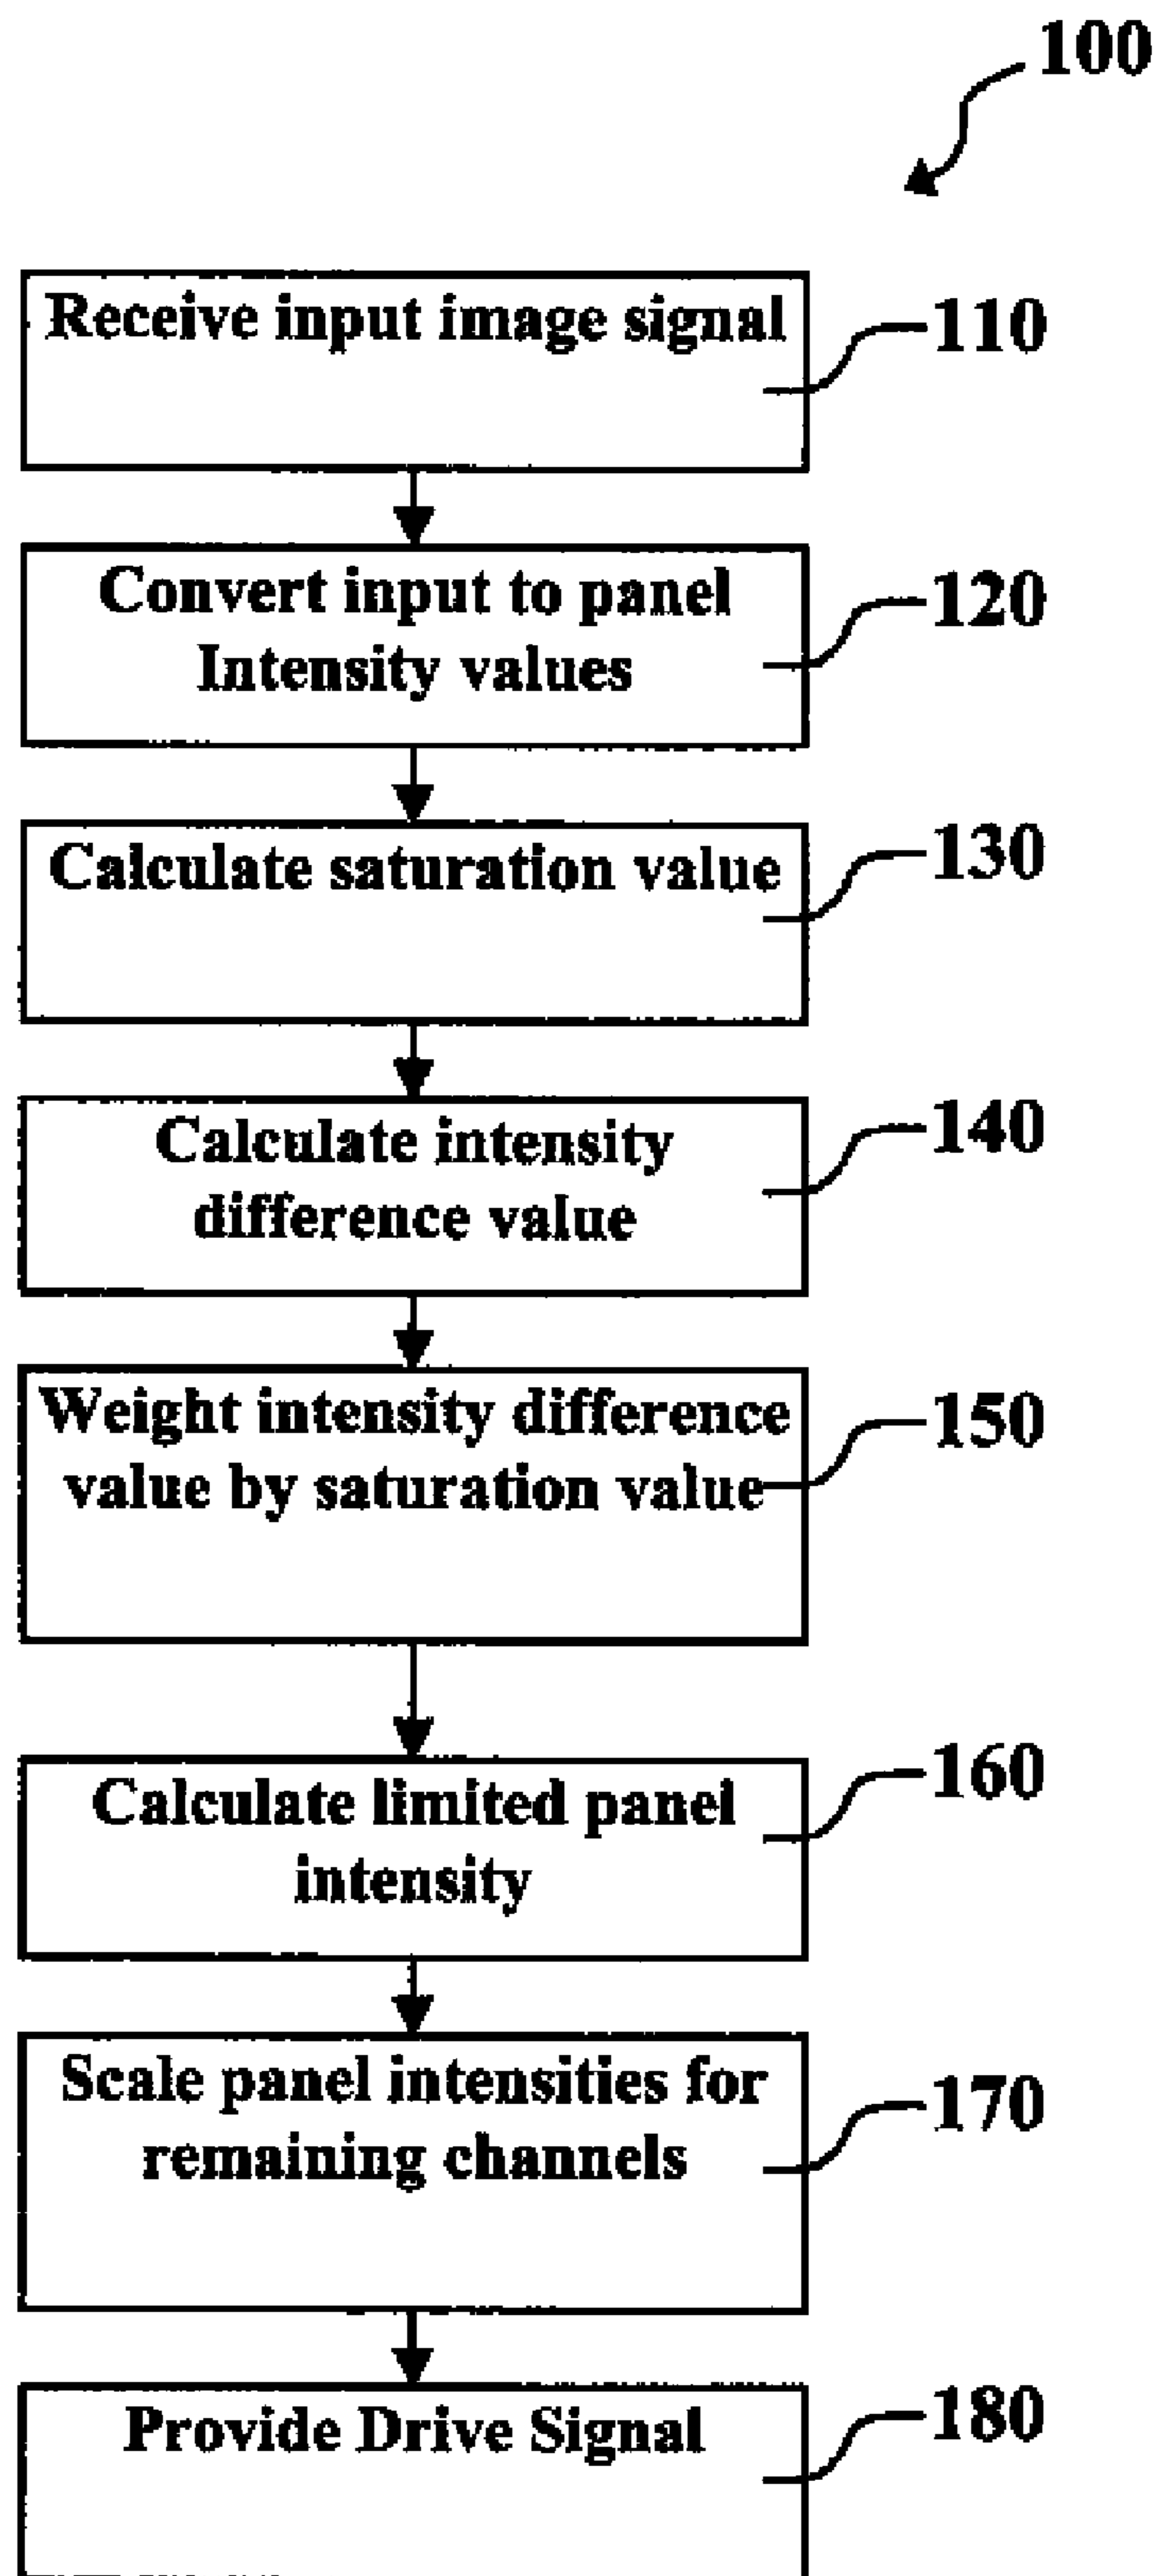 100
Receive input image signal
110
Convert input to panel
Intensity values
120
Calculate saturation value
130
Calculate intensity
difference value
140
Weight intensity difference
value by saturation value
150
Calculate limited panel
intensity
160
Scale panel intensities for
remaining channels
170
Provide Drive Signal
180